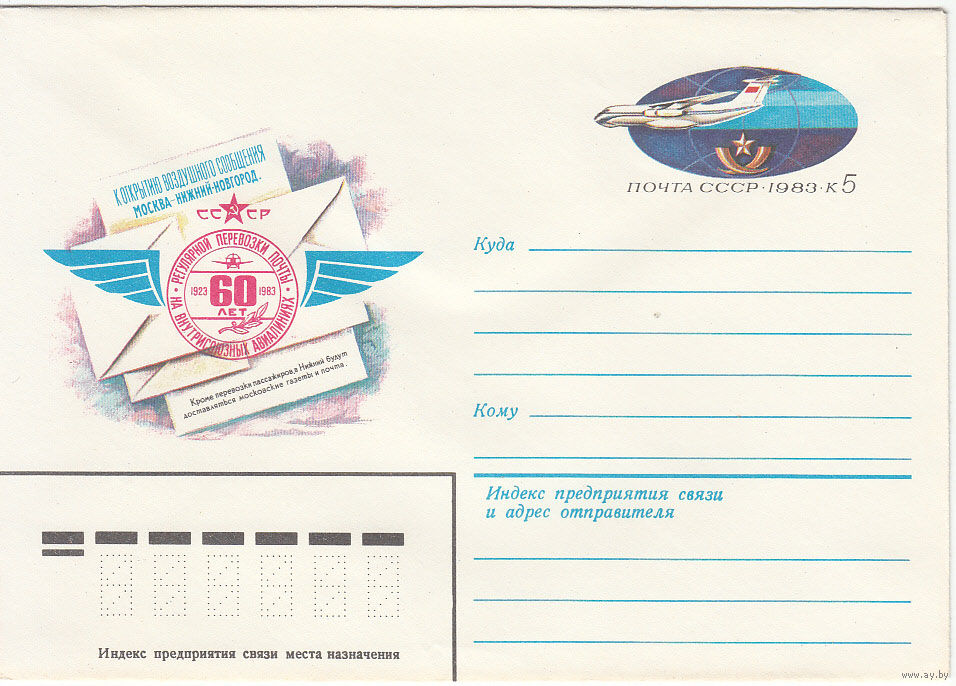 К ОТКРЫТИЮ ВОЗДУШНОГО СООБЩЕНИЯ
МОСКВА - НИЖНИЙ-НОВГОРОД.
СССР
• РЕГУЛЯРНОЙ ПЕРЕВОЗКИ ПОЧТЫ •
НА ВНУТРИСОЮЗНЫХ АВИАЛИНИЯХ
1923 60 1983
ЛЕТ
Кроме перевозки пассажиров в Нижний будут
доставляться московские газеты и почта.
ПОЧТА СССР·1983·К5
Куда
Кому
Индекс предприятия связи
и адрес отправителя
Индекс предприятия связи места назначения
www.ay.by